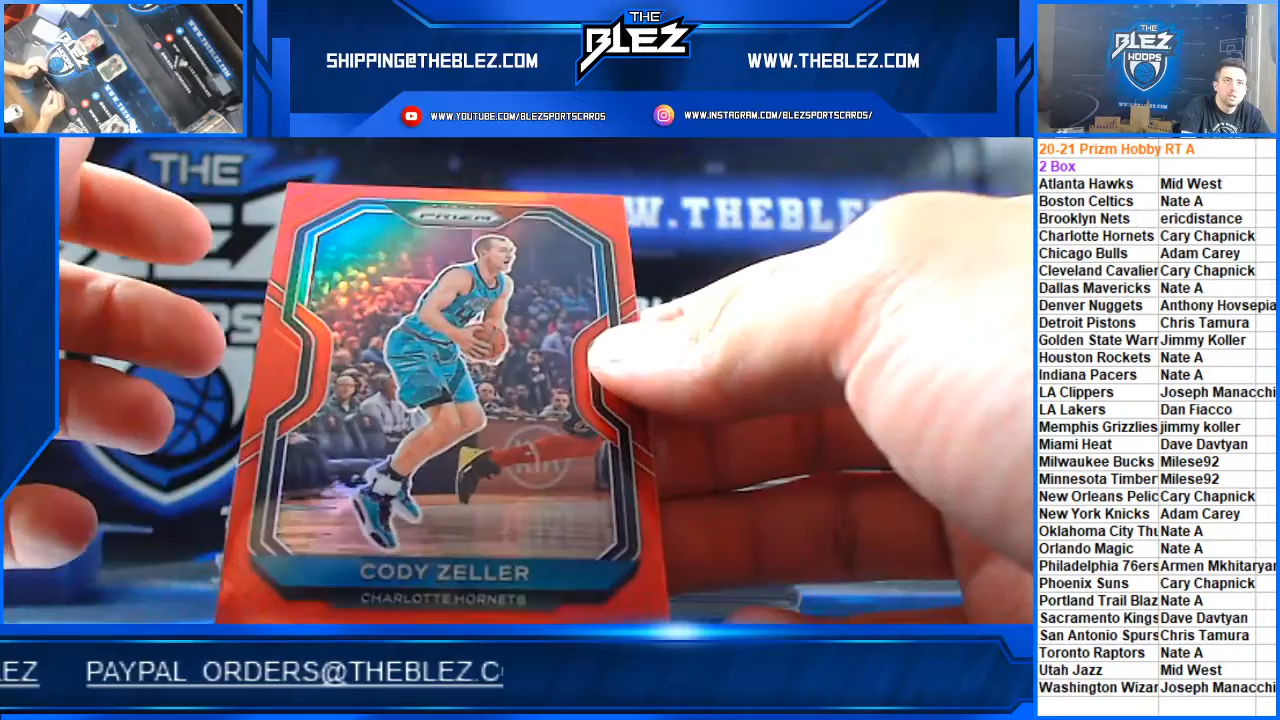 THE
BLEZ
SHIPPING@THEBLEZ.COM
WWW.THEBLEZ.COM
WWW.YOUTUBE.COM/BLEZSPORTSCARDS
WWW.INSTAGRAM.COM/BLEZSPORTSCARDS/
THE
BLEZ
HOOPS
THE
W.THEBLE
PRIZM
CODY ZELLER
CHARLOTTE HORNETS
EZ PAYPAL ORDERS@THEBLEZ.C
20-21 Prizm Hobby RT A
2 Box
Atlanta Hawks Mid West
Boston Celtics Nate A
Brooklyn Nets ericdistance
Charlotte Hornets Cary Chapnick
Chicago Bulls Adam Carey
Cleveland Cavalier Cary Chapnick
Dallas Mavericks Nate A
Denver Nuggets Anthony Hovsepia
Detroit Pistons Chris Tamura
Golden State Warr Jimmy Koller
Houston Rockets Nate A
Indiana Pacers Nate A
LA Clippers Joseph Manacchi
LA Lakers Dan Fiacco
Memphis Grizzlies jimmy koller
Miami Heat Dave Davtyan
Milwaukee Bucks Milese92
Minnesota Timber Milese92
New Orleans Pelic Cary Chapnick
New York Knicks Adam Carey
Oklahoma City Thu Nate A
Orlando Magic Nate A
Philadelphia 76ers Armen Mkhitaryan
Phoenix Suns Cary Chapnick
Portland Trail Blaz Nate A
Sacramento Kings Dave Davtyan
San Antonio Spurs Chris Tamura
Toronto Raptors Nate A
Utah Jazz Mid West
Washington Wizar Joseph Manacchi